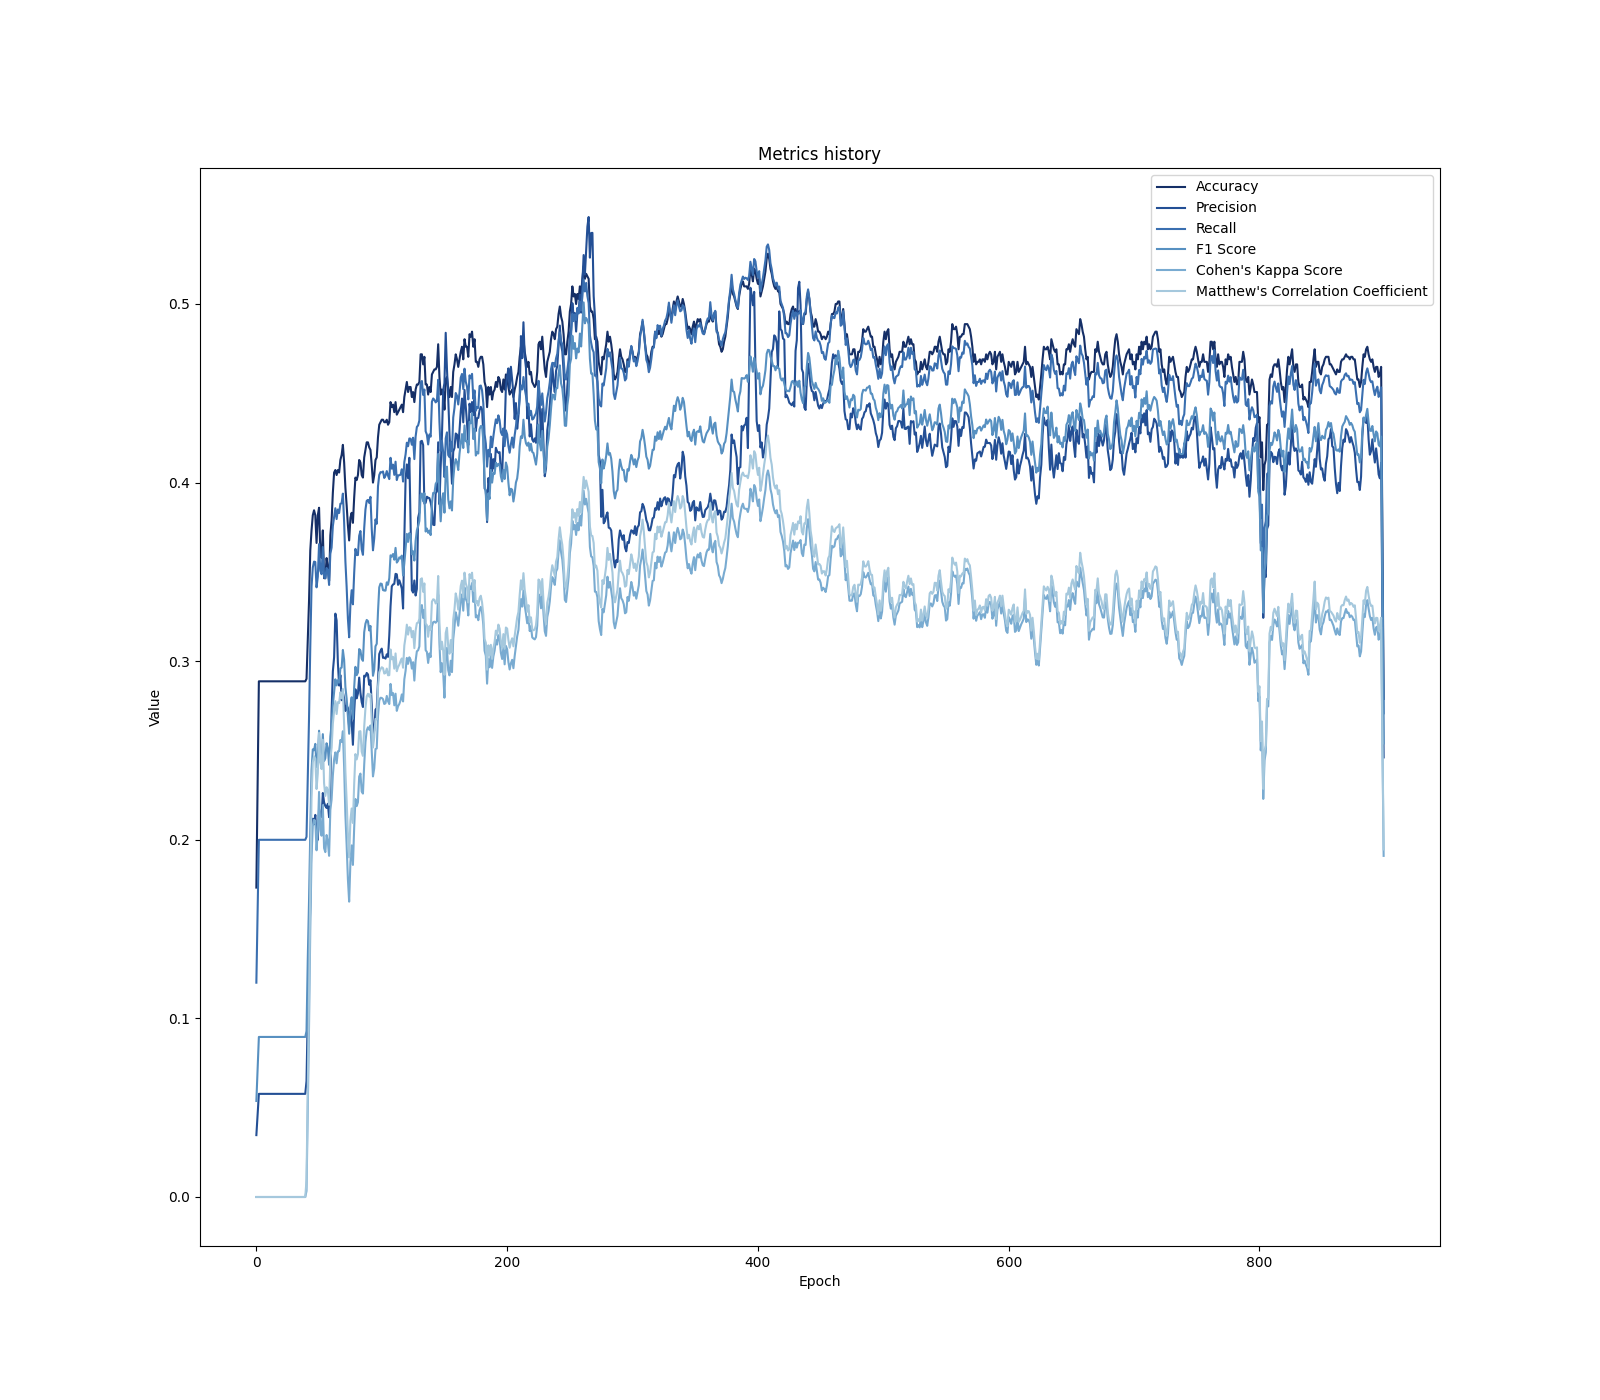 Metrics history
Accuracy
Precision
Recall
F1 Score
Cohen's Kappa Score
Matthew's Correlation Coefficient
Value
0.5
0.4
0.3
0.2
0.1
0.0
0 200 400 600 800
Epoch